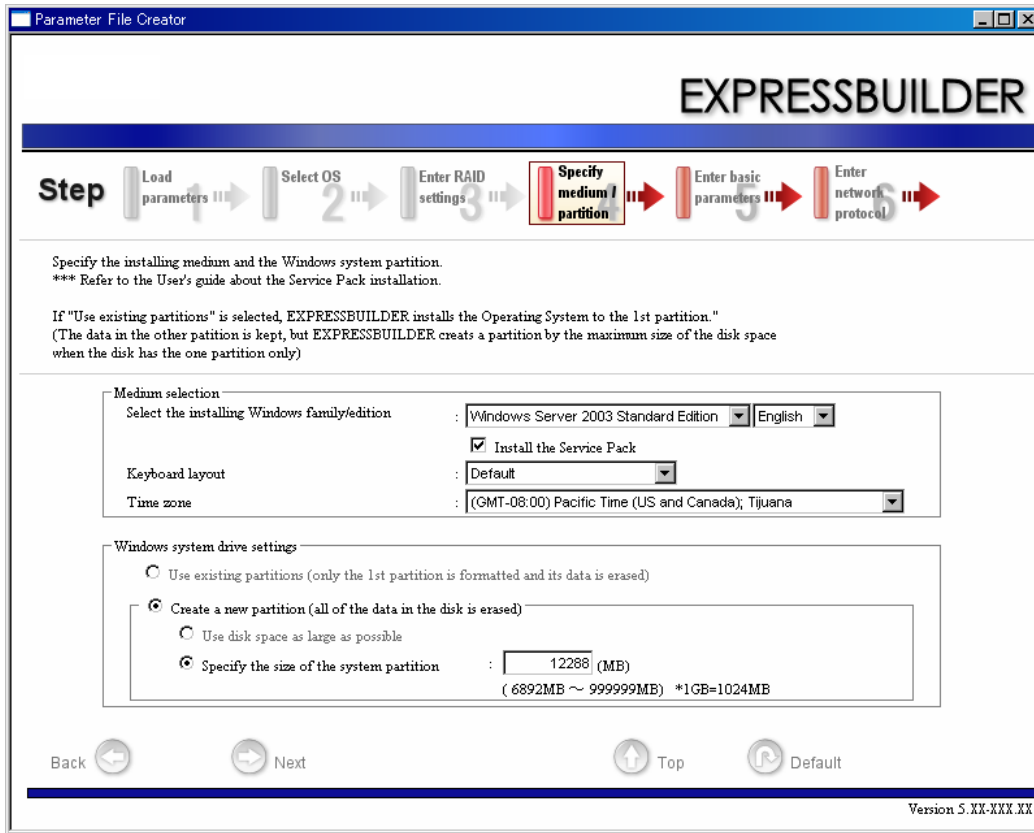 Parameter File Creator
EXPRESSBUILDER
Step
Load
parameters 1
Select OS
2
Enter RAID
settings 3
Specify
medium /
partition 4
Enter basic
parameters 5
Enter
network
protocol 6
Specify the installing medium and the Windows system partition.
*** Refer to the User's guide about the Service Pack installation.
If "Use existing partitions" is selected, EXPRESSBUILDER installs the Operating System to the 1st partition."
(The data in the other patition is kept, but EXPRESSBUILDER creats a partition by the maximum size of the disk space
when the disk has the one partition only)
Medium selection
Select the installing Windows family/edition : Windows Server 2003 Standard Edition English
Install the Service Pack
Keyboard layout : Default
Time zone : (GMT-08:00) Pacific Time (US and Canada); Tijuana
Windows system drive settings
Use existing partitions (only the 1st partition is formatted and its data is erased)
Create a new partition (all of the data in the disk is erased)
Use disk space as large as possible
Specify the size of the system partition : 12288 (MB)
( 6892MB ～ 999999MB) *1GB=1024MB
Back Next Top Default
Version 5.XX-XXX.XX